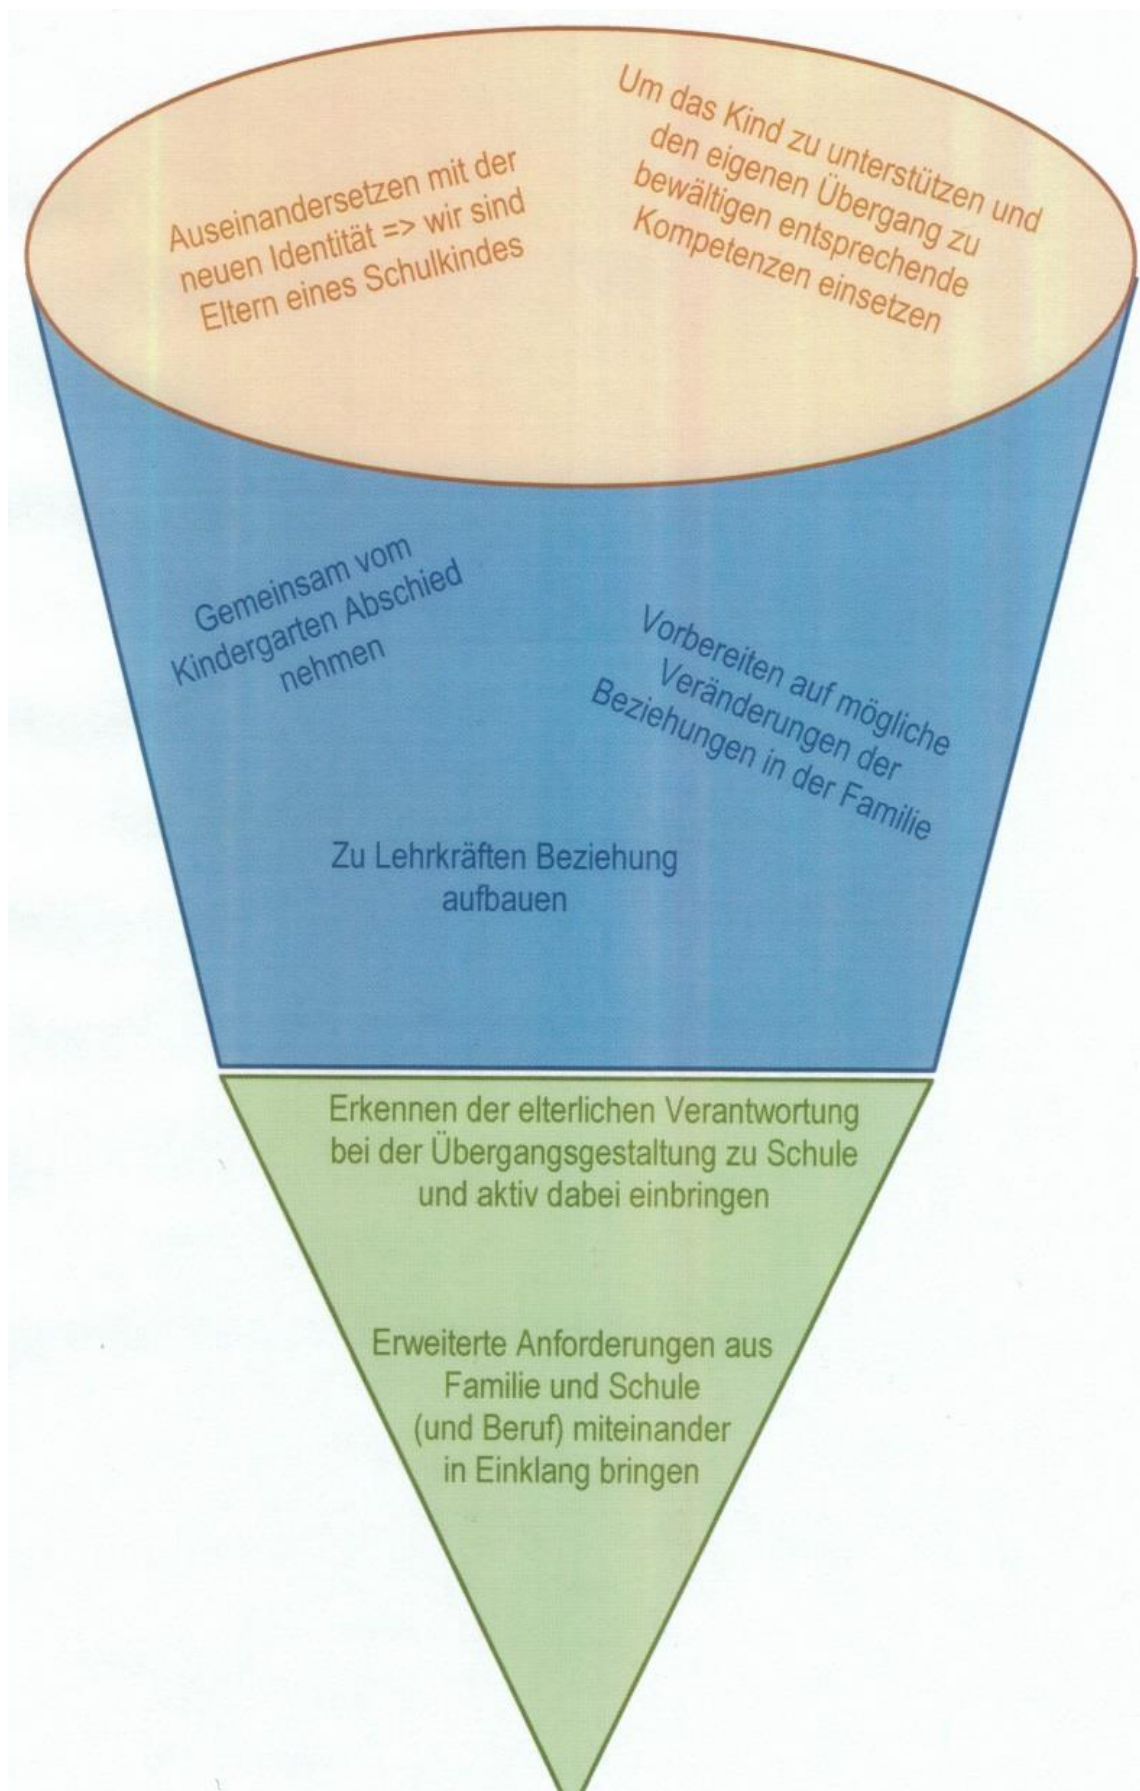 Auseinandersetzen mit der
neuen Identität => wir sind
Eltern eines Schulkindes
Um das Kind zu unterstützen und
den eigenen Übergang zu
bewältigen entsprechende
Kompetenzen einsetzen
Gemeinsam vom
Kindergarten Abschied
nehmen
Vorbereiten auf mögliche
Veränderungen der
Beziehungen in der Familie
Zu Lehrkräften Beziehung
aufbauen
Erkennen der elterlichen Verantwortung
bei der Übergangsgestaltung zu Schule
und aktiv dabei einbringen
Erweiterte Anforderungen aus
Familie und Schule
(und Beruf) miteinander
in Einklang bringen